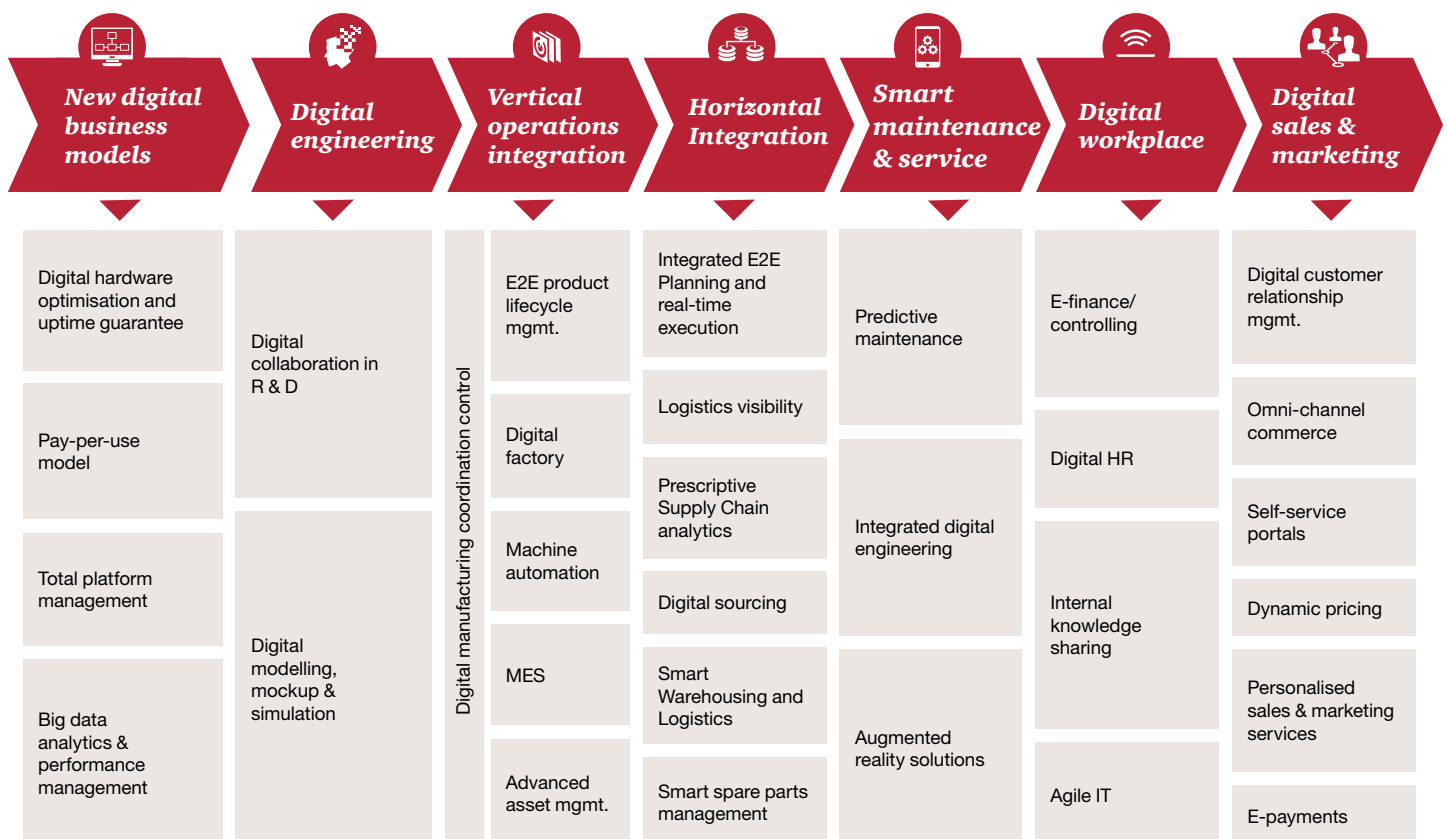 New digital
business
models
Digital
engineering
Vertical
operations
integration
Horizontal
Integration
Smart
maintenance
& service
Digital
workplace
Digital
sales &
marketing
Digital hardware
optimisation and
uptime guarantee
Pay-per-use
model
Total platform
management
Big data
analytics &
performance
management
Digital
collaboration in
R & D
Digital
modelling,
mockup &
simulation
Digital manufacturing coordination control
E2E product
lifecycle
mgmt.
Digital
factory
Machine
automation
MES
Advanced
asset mgmt.
Integrated E2E
Planning and
real-time
execution
Logistics visibility
Prescriptive
Supply Chain
analytics
Digital sourcing
Smart
Warehousing and
Logistics
Smart spare parts
management
Predictive
maintenance
Integrated digital
engineering
Augmented
reality solutions
E-finance/
controlling
Digital HR
Internal
knowledge
sharing
Agile IT
Digital customer
relationship
mgmt.
Omni-channel
commerce
Self-service
portals
Dynamic pricing
Personalised
sales & marketing
services
E-payments